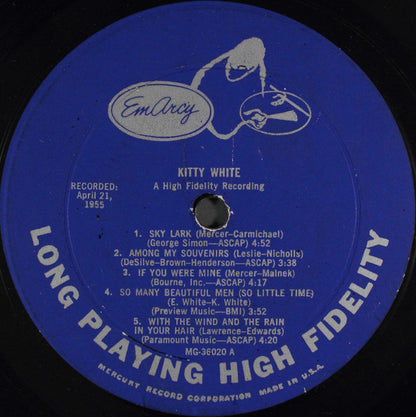 EmArcy
KITTY WHITE
A High Fidelity Recording
RECORDED:
April 21,
1955
1. SKY LARK (Mercer–Carmichael)
(George Simon—ASCAP) 4:52
2. AMONG MY SOUVENIRS (Leslie–Nicholls)
(DeSilve–Brown–Henderson—ASCAP) 3:38
3. IF YOU WERE MINE (Mercer–Malnek)
(Bourne, Inc.—ASCAP) 4:17
4. SO MANY BEAUTIFUL MEN (SO LITTLE TIME)
(E. White–K. White)
(Preview Music—BMI) 3:52
5. WITH THE WIND AND THE RAIN
IN YOUR HAIR (Lawrence–Edwards)
(Paramount Music—ASCAP) 4:20
MG-36020 A
LONG PLAYING HIGH FIDELITY
MERCURY RECORD CORPORATION MADE IN U.S.A.